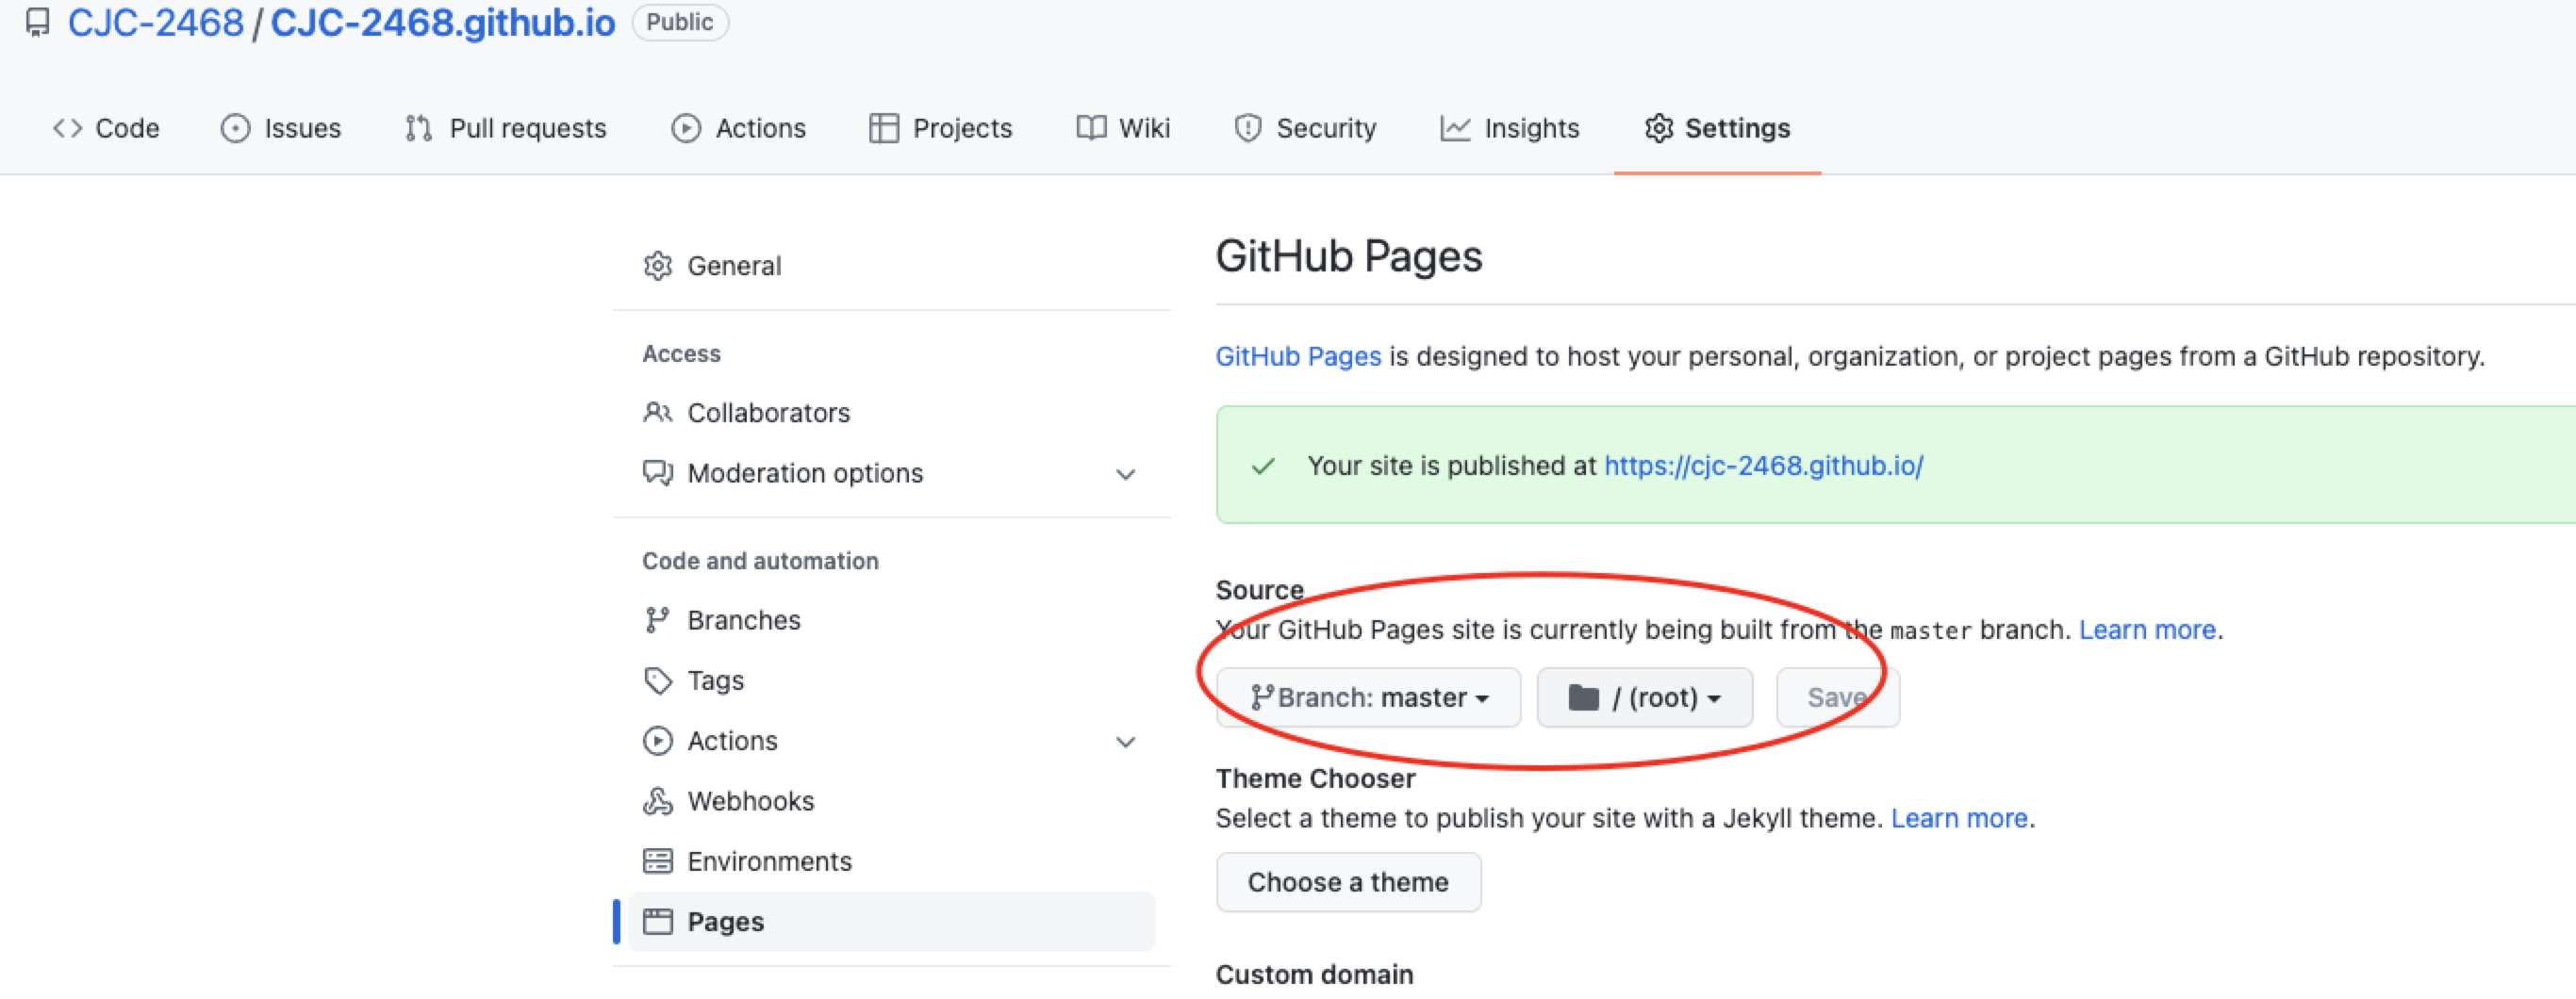 CJC-2468 / CJC-2468.github.io Public
Code Issues Pull requests Actions Projects Wiki Security Insights Settings
General
Access
Collaborators
Moderation options
Code and automation
Branches
Tags
Actions
Webhooks
Environments
Pages
GitHub Pages
GitHub Pages is designed to host your personal, organization, or project pages from a GitHub repository.
Your site is published at https://cjc-2468.github.io/
Source
Your GitHub Pages site is currently being built from the master branch. Learn more.
Branch: master / (root) Save
Theme Chooser
Select a theme to publish your site with a Jekyll theme. Learn more.
Choose a theme
Custom domain